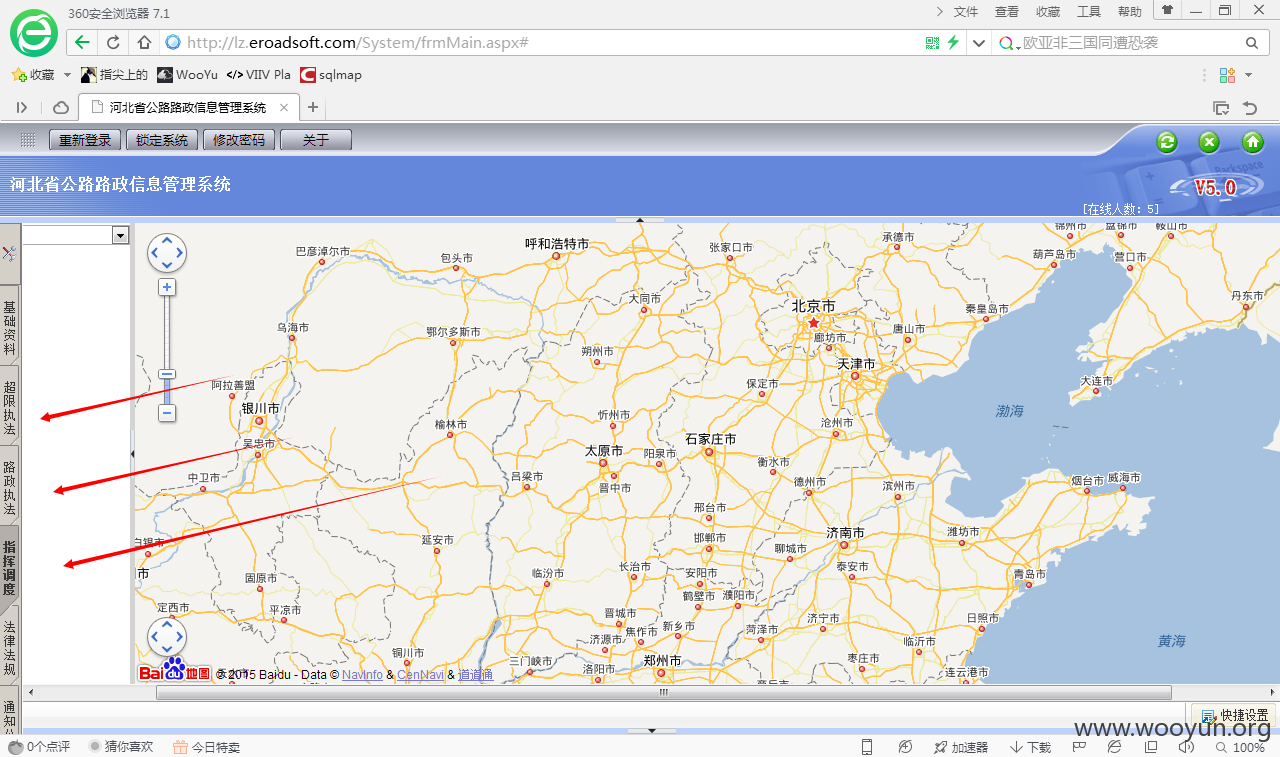 360安全浏览器 7.1
文件 查看 收藏 工具 帮助
http://lz.eroadsoft.com/System/frmMain.aspx#
欧亚非三国同遭恐袭
收藏 指尖上的 WooYu </> VIIV Pla sqlmap
河北省公路路政信息管理系统
重新登录 锁定系统 修改密码 关于
河北省公路路政信息管理系统
Backspace
V5.0
[在线人数: 5]
基础资料
超限执法
路政执法
指挥调度
法律法规
通知
锦州市 盘锦市 鞍山市
承德市
呼和浩特市
张家口市
巴彦淖尔市
包头市
葫芦岛市
营口市
丹东市
大同市
北京市
秦皇岛市
乌海市
鄂尔多斯市
唐山市
廊坊市
朔州市
天津市
阿拉善盟
保定市
大连市
银川市
忻州市
渤海
榆林市
沧州市
石家庄市
吴忠市
太原市
阳泉市
衡水市
中卫市
吕梁市
晋中市
德州市
滨州市
烟台市 威海市
邢台市
济南市
潍坊市
白银市
延安市
邯郸市
聊城市
泰安市
临汾市
长治市
安阳市
青岛市
固原市
鹤壁市
濮阳市
定西市
平凉市
晋城市
济宁市
日照市
新乡市
焦作市
菏泽市
济源市
临沂市
黄海
铜川市
三门峡市
郑州市
枣庄市
洛阳市
连云港市
商丘市
Bai du 地图 © 2015 Baidu - Data © NavInfo & CenNavi & 道道通
快捷设置
www.wooyun.org
0个点评 猜你喜欢 今日特卖 加速器 下载 100%